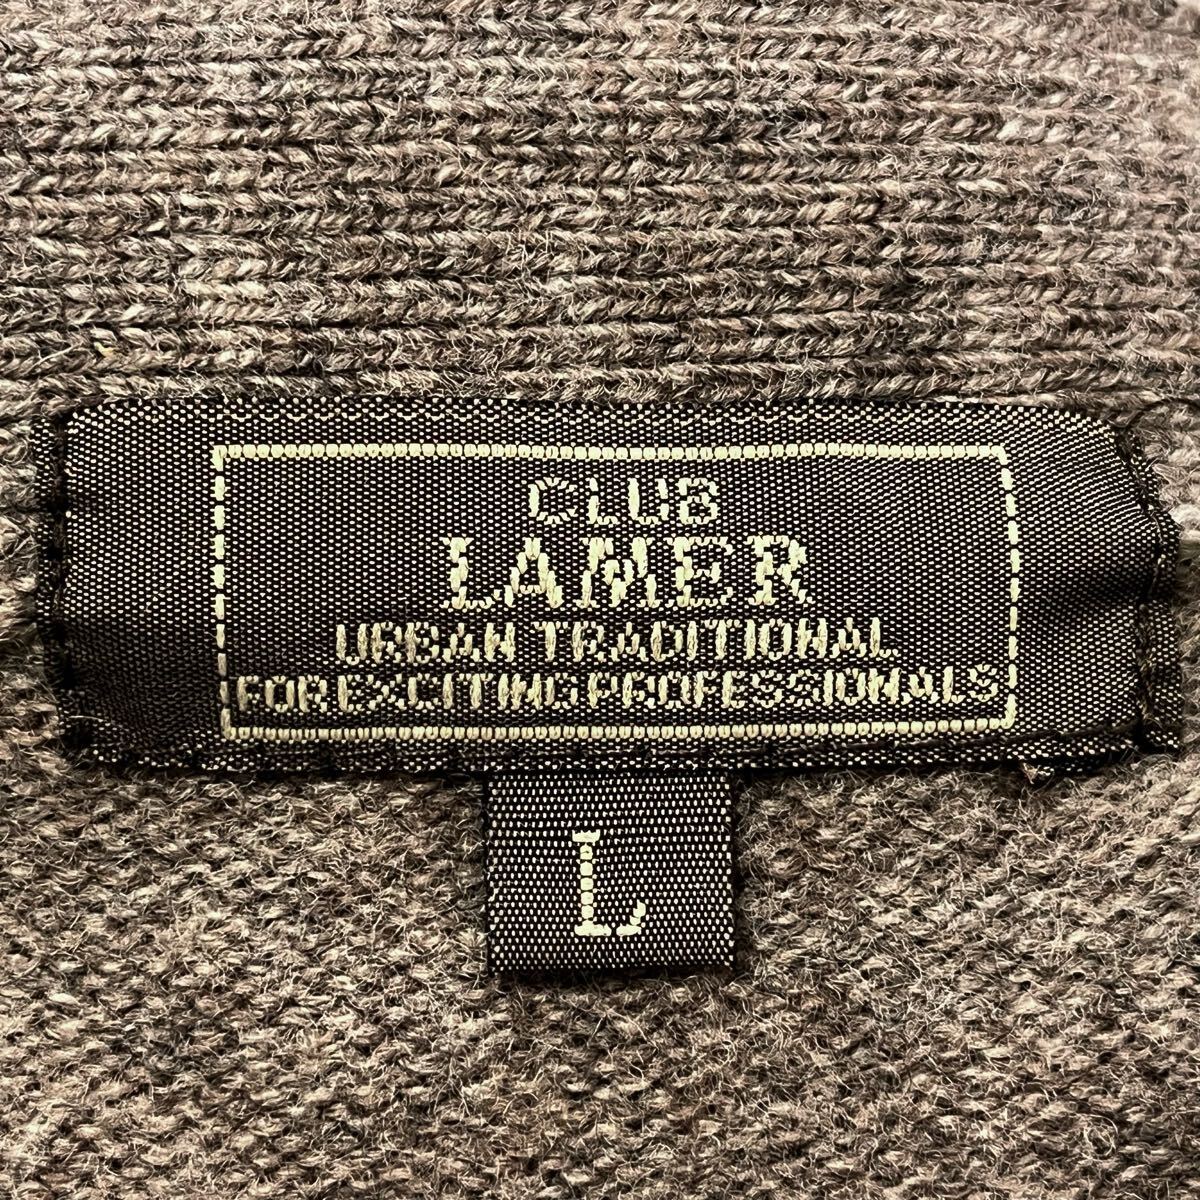 CLUB
LAMER
URBAN TRADITIONAL
FOR EXCITING PROFESSIONALS
L